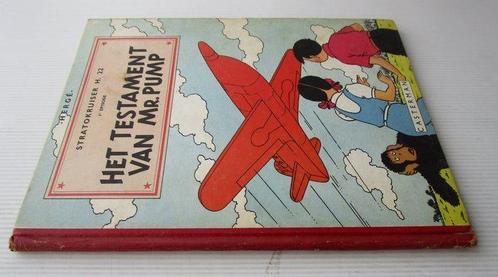 HERGÉ.
STRATOKRUISER H. 22
1e EPISODE
HET TESTAMENT
VAN MR. PUMP
CASTERMAN